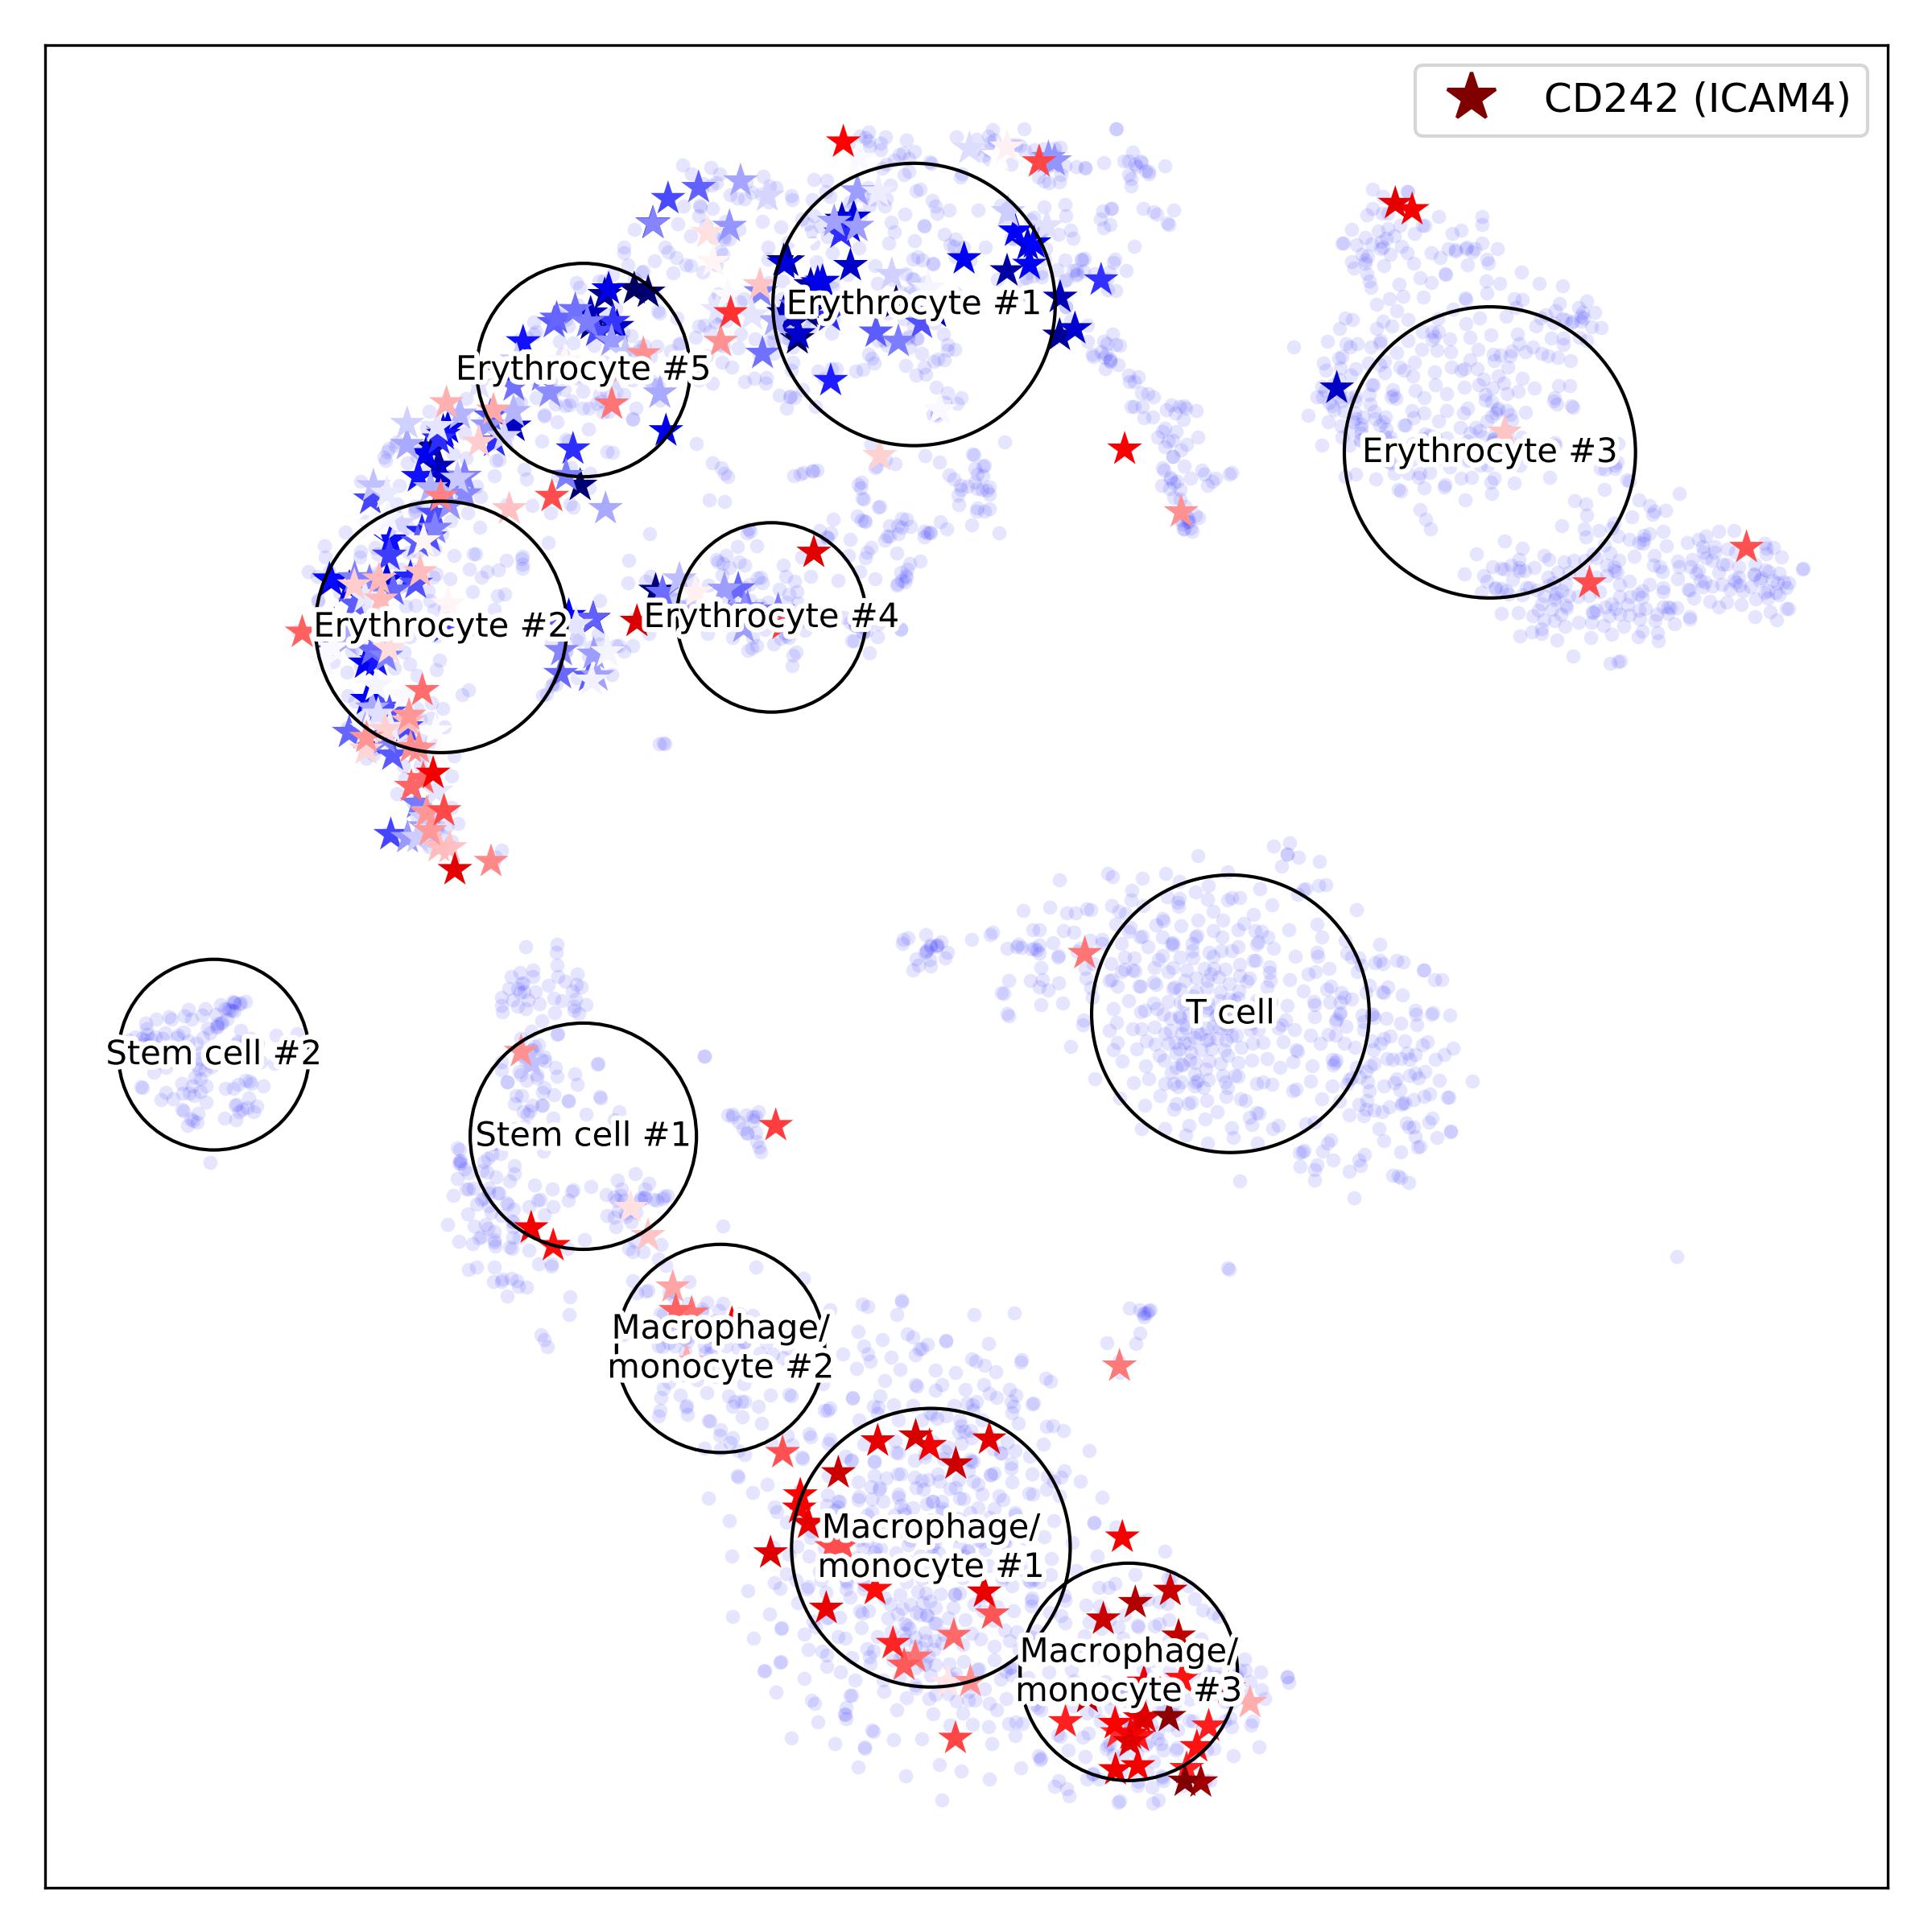 CD242 (ICAM4)
Erythrocyte #1
Erythrocyte #5
Erythrocyte #3
Erythrocyte #4
Erythrocyte #2
T cell
Stem cell #2
Stem cell #1
Macrophage/
monocyte #2
Macrophage/
monocyte #1
Macrophage/
monocyte #3